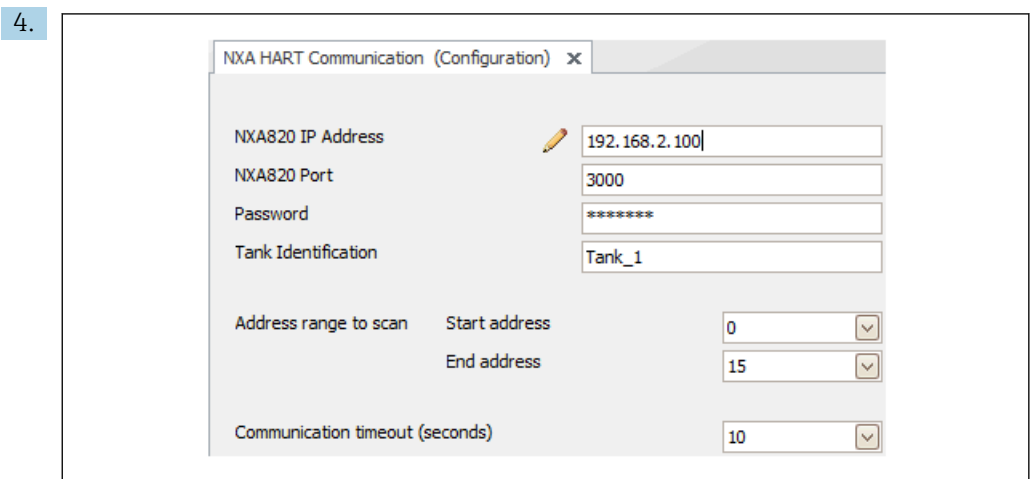 4.
NXA HART Communication (Configuration) X
NXA820 IP Address 192.168.2.100
NXA820 Port 3000
Password *******
Tank Identification Tank_1
Address range to scan Start address 0
End address 15
Communication timeout (seconds) 10